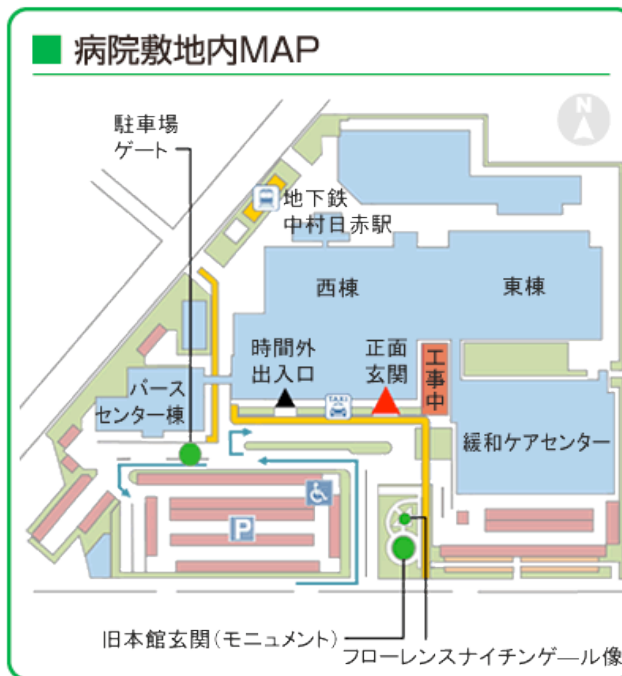 病院敷地内MAP
N
駐車場
ゲート
地下鉄
中村日赤駅
西棟
東棟
時間外
出入口
正面
玄関
工事中
TAXI
バース
センター棟
緩和ケアセンター
P
旧本館玄関(モニュメント)
フローレンスナイチンゲ―ル像